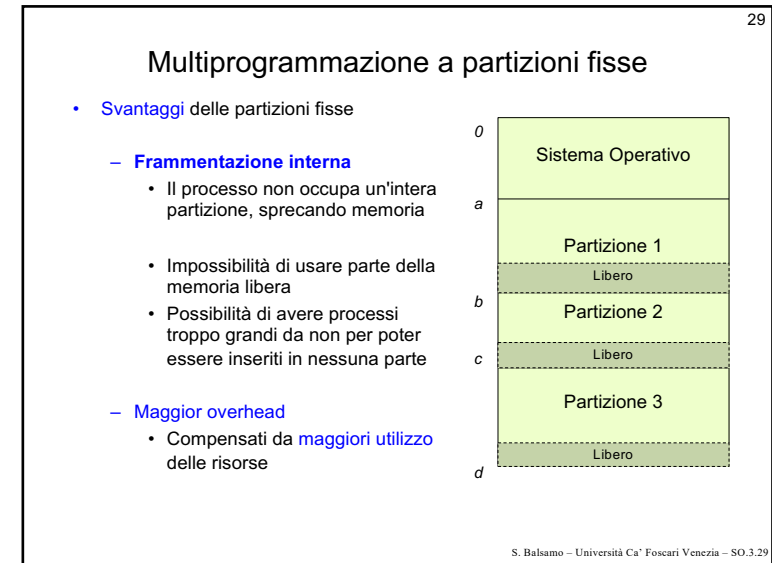 29
Multiprogrammazione a partizioni fisse
• Svantaggi delle partizioni fisse
– Frammentazione interna
• Il processo non occupa un'intera
partizione, sprecando memoria
• Impossibilità di usare parte della
memoria libera
• Possibilità di avere processi
troppo grandi da non per poter
essere inseriti in nessuna parte
– Maggior overhead
• Compensati da maggiori utilizzo
delle risorse
0
Sistema Operativo
a
Partizione 1
Libero
b
Partizione 2
Libero
c
Partizione 3
Libero
d
S. Balsamo – Università Ca' Foscari Venezia – SO.3.29